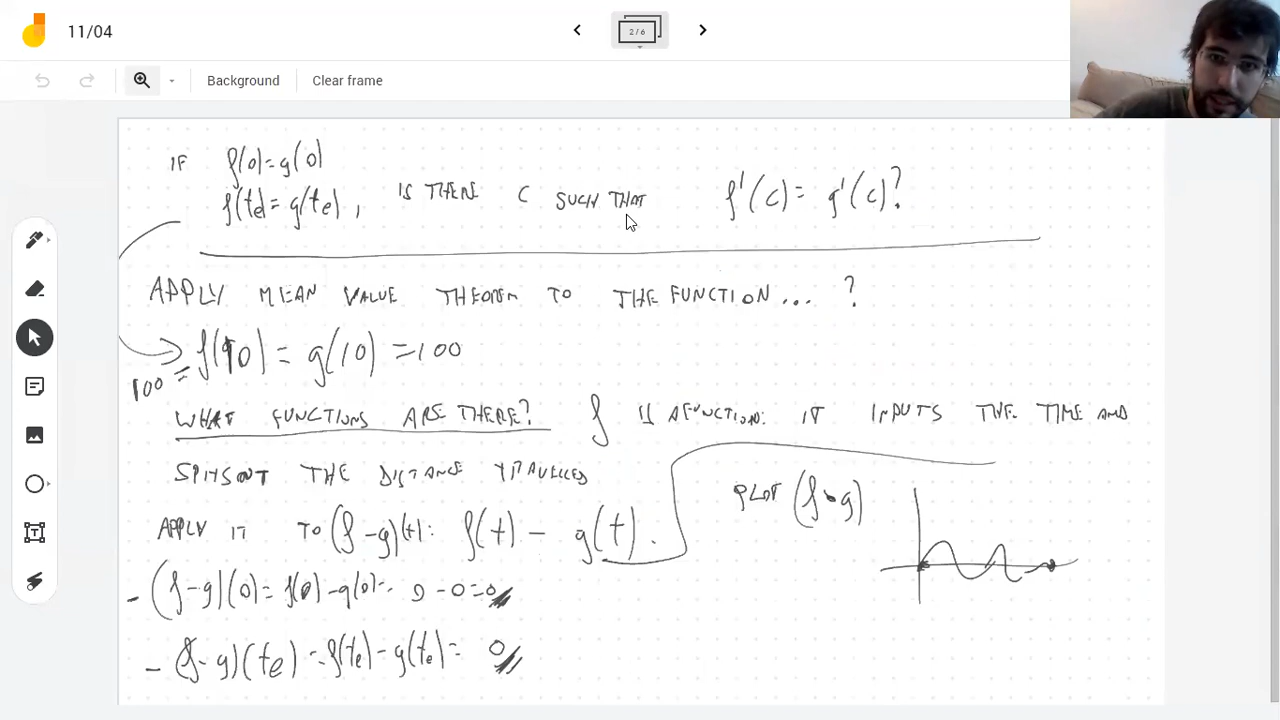 11/04
2/6
Background
Clear frame
IF f(0)=g(0)
f(te)=g(te), IS THERE C SUCH THAT f'(c)= g'(c)?
APPLY MEAN VALUE THEOREM TO THE FUNCTION... ?
100 = f(10) = g(10) =100
WHAT FUNCTIONS ARE THERE? f IS A FUNCTION: IT INPUTS THE TIME AND
SPITS OUT THE DISTANCE TRAVELLED
PLOT (f-g)
APPLY IT TO (f-g)(t): f(t) - g(t).
- (f-g)(0)= f(0)-g(0)= 0-0=0
- (f-g)(te) = f(te)-g(te)= 0